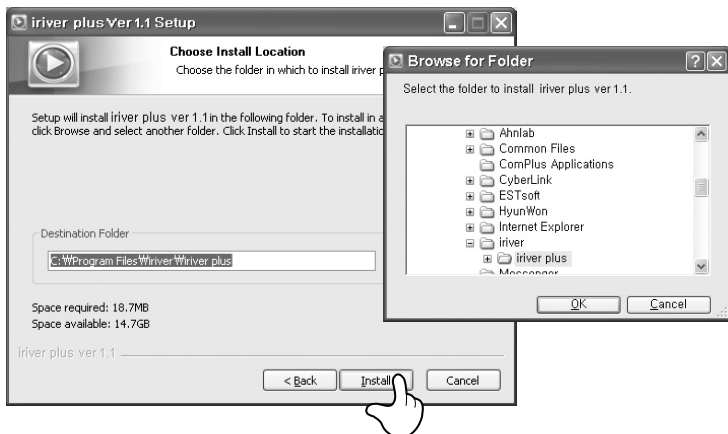 iriver plus Ver 1.1 Setup
Choose Install Location
Choose the folder in which to install iriver p
Setup will install iriver plus ver 1.1 in the following folder. To install in a
click Browse and select another folder. Click Install to start the installatio
Destination Folder
C:₩Program Files₩iriver₩iriver plus
Space required: 18.7MB
Space available: 14.7GB
iriver plus ver 1.1
< Back
Install
Cancel
Browse for Folder
Select the folder to install iriver plus ver 1.1.
Ahnlab
Common Files
ComPlus Applications
CyberLink
ESTsoft
HyunWon
Internet Explorer
iriver
iriver plus
Messenger
OK
Cancel